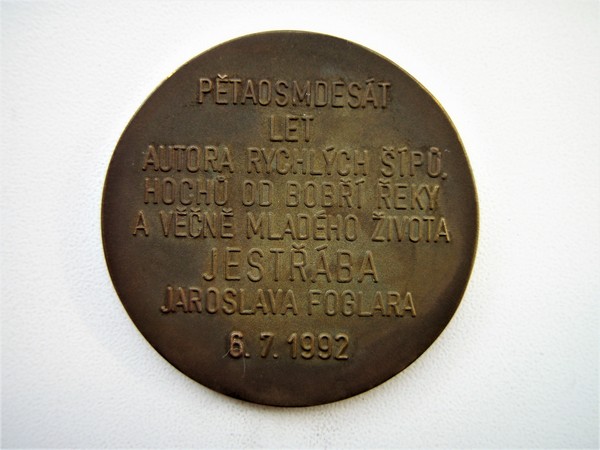 PĚTAOSMDESÁT
LET
AUTORA RYCHLÝCH ŠÍPŮ,
HOCHŮ OD BOBŘÍ ŘEKY
A VĚČNĚ MLADÉHO ŽIVOTA
JESTŘÁBA
JAROSLAVA FOGLARA
6. 7. 1992